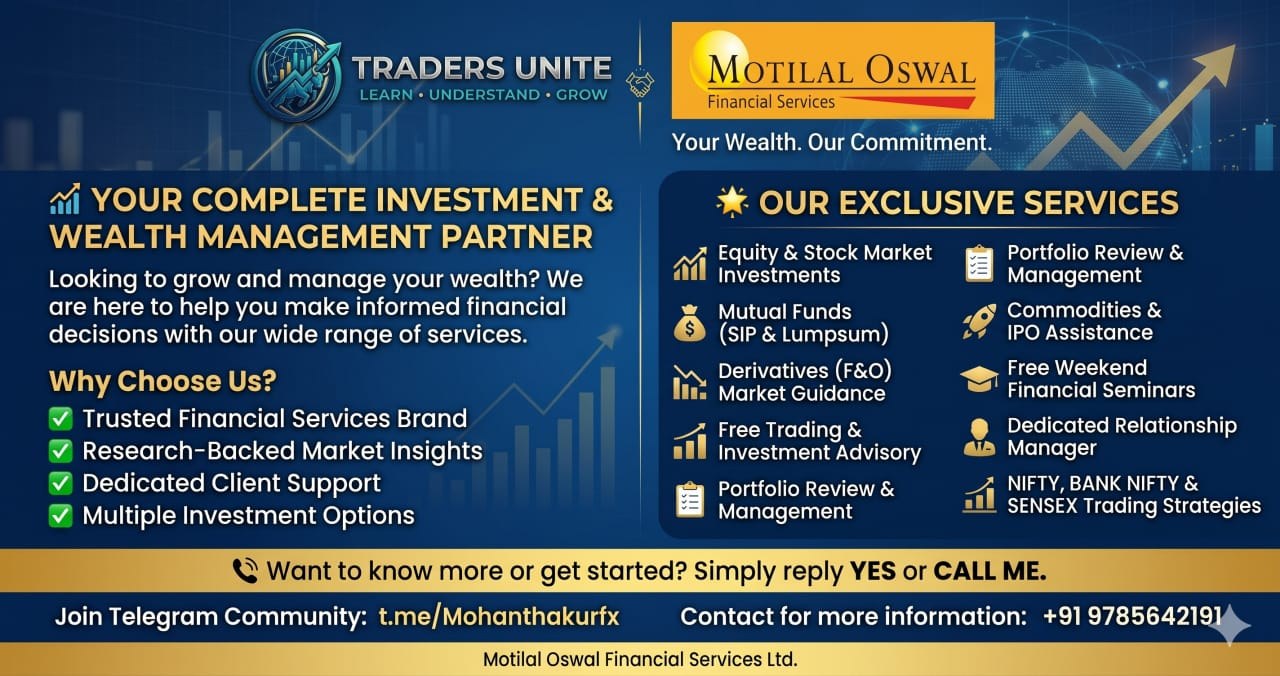 TRADERS UNITE
LEARN • UNDERSTAND • GROW
MOTILAL OSWAL
Financial Services
Your Wealth. Our Commitment.
YOUR COMPLETE INVESTMENT &
WEALTH MANAGEMENT PARTNER
Looking to grow and manage your wealth? We
are here to help you make informed financial
decisions with our wide range of services.
Why Choose Us?
✅ Trusted Financial Services Brand
✅ Research-Backed Market Insights
✅ Dedicated Client Support
✅ Multiple Investment Options
OUR EXCLUSIVE SERVICES
Equity & Stock Market
Investments
Mutual Funds
(SIP & Lumpsum)
Derivatives (F&O)
Market Guidance
Free Trading &
Investment Advisory
Portfolio Review &
Management
Portfolio Review &
Management
Commodities &
IPO Assistance
Free Weekend
Financial Seminars
Dedicated Relationship
Manager
NIFTY, BANK NIFTY &
SENSEX Trading Strategies
Want to know more or get started? Simply reply YES or CALL ME.
Join Telegram Community: t.me/Mohanthakurfx
Contact for more information: +91 9785642191
Motilal Oswal Financial Services Ltd.